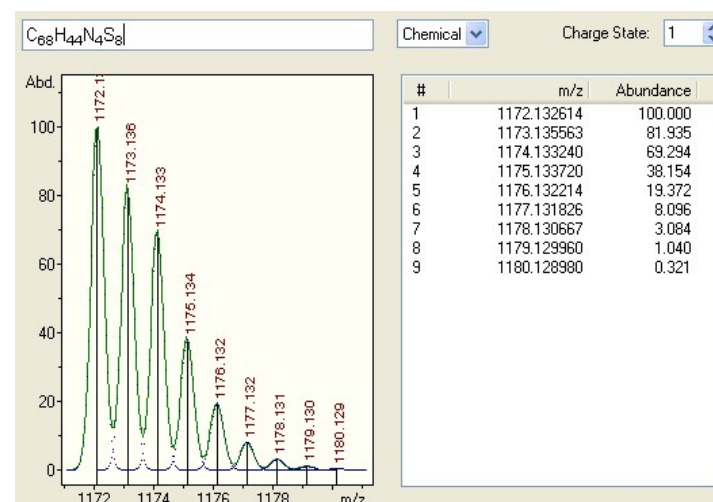 C68H44N4S8
Chemical
Charge State: 1
Abd.
100
80
60
40
20
0
1172.1
1173.136
1174.133
1175.134
1176.132
1177.132
1178.131
1179.130
1180.129
1172 1174 1176 1178 m/z
# m/z Abundance
1 1172.132614 100.000
2 1173.135563 81.935
3 1174.133240 69.294
4 1175.133720 38.154
5 1176.132214 19.372
6 1177.131826 8.096
7 1178.130667 3.084
8 1179.129960 1.040
9 1180.128980 0.321